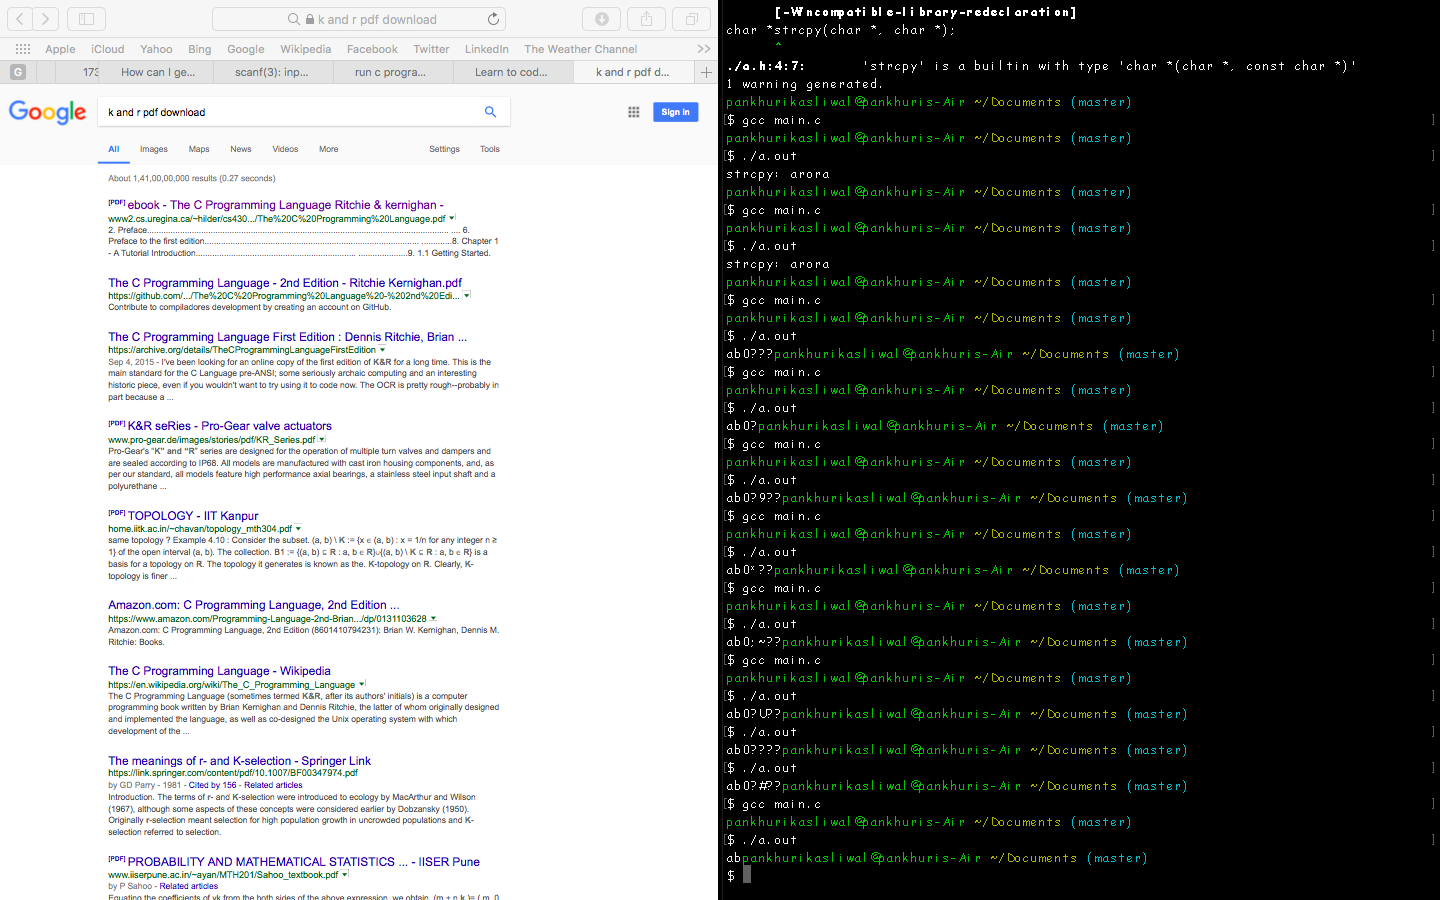 k and r pdf download
Apple iCloud Yahoo Bing Google Wikipedia Facebook Twitter LinkedIn The Weather Channel >>
G 173 How can I ge... scanf(3): inp... run c progra... Learn to cod... k and r pdf d... +
Google k and r pdf download Sign in
All Images Maps News Videos More Settings Tools
About 1,41,00,00,000 results (0.27 seconds)
[PDF] ebook - The C Programming Language Ritchie & kernighan -
www2.cs.uregina.ca/~hilder/cs430.../The%20C%20Programming%20Language.pdf
2. Preface..... .... 6.
Preface to the first edition..... ............8. Chapter 1
- A Tutorial Introduction..... .....................9. 1.1 Getting Started.
The C Programming Language - 2nd Edition - Ritchie Kernighan.pdf
https://github.com/.../The%20C%20Programming%20Language%20-%202nd%20Edi...
Contribute to compiladores development by creating an account on GitHub.
The C Programming Language First Edition : Dennis Ritchie, Brian ...
https://archive.org/details/TheCProgrammingLanguageFirstEdition
Sep 4, 2015 - I've been looking for an online copy of the first edition of K&R for a long time. This is the
main standard for the C Language pre-ANSI; some seriously archaic computing and an interesting
historic piece, even if you wouldn't want to try using it to code now. The OCR is pretty rough--probably in
part because a ...
[PDF] K&R seRies - Pro-Gear valve actuators
www.pro-gear.de/images/stories/pdf/KR_Series.pdf
Pro-Gear's "K" and "R" series are designed for the operation of multiple turn valves and dampers and
are sealed according to IP68. All models are manufactured with cast iron housing components, and, as
per our standard, all models feature high performance axial bearings, a stainless steel input shaft and a
polyurethane ...
[PDF] TOPOLOGY - IIT Kanpur
home.iitk.ac.in/~chavan/topology_mth304.pdf
same topology ? Example 4.10 : Consider the subset. (a, b) \ K := {x ∈ (a, b) : x = 1/n for any integer n ≥
1} of the open interval (a, b). The collection. B1 := {(a, b) ⊆ R : a, b ∈ R}∪{(a, b) \ K ⊆ R : a, b ∈ R} is a
basis for a topology on R. The topology it generates is known as the. K-topology on R. Clearly, K-
topology is finer ...
Amazon.com: C Programming Language, 2nd Edition ...
https://www.amazon.com/Programming-Language-2nd-Brian.../dp/0131103628
Amazon.com: C Programming Language, 2nd Edition (8601410794231): Brian W. Kernighan, Dennis M.
Ritchie: Books.
The C Programming Language - Wikipedia
https://en.wikipedia.org/wiki/The_C_Programming_Language
The C Programming Language (sometimes termed K&R, after its authors' initials) is a computer
programming book written by Brian Kernighan and Dennis Ritchie, the latter of whom originally designed
and implemented the language, as well as co-designed the Unix operating system with which
development of the ...
The meanings of r- and K-selection - Springer Link
https://link.springer.com/content/pdf/10.1007/BF00347974.pdf
by GD Parry - 1981 - Cited by 156 - Related articles
Introduction. The terms of r- and K-selection were introduced to ecology by MacArthur and Wilson
(1967), although some aspects of these concepts were considered earlier by Dobzansky (1950).
Originally r-selection meant selection for high population growth in uncrowded populations and K-
selection referred to selection.
[PDF] PROBABILITY AND MATHEMATICAL STATISTICS ... - IISER Pune
www.iiserpune.ac.in/~ayan/MTH201/Sahoo_textbook.pdf
by P Sahoo - Related articles
Equating the coefficients of yk from the both sides of the above expression, we obtain. (m + n k )= ( m 0
[-Wincompatible-library-redeclaration]
char *strcpy(char *, char *);
^
./a.h:4:7: 'strcpy' is a builtin with type 'char *(char *, const char *)'
1 warning generated.
pankhurikasliwal@pankhuris-Air ~/Documents (master)
[$ gcc main.c ]
pankhurikasliwal@pankhuris-Air ~/Documents (master)
[$ ./a.out ]
strcpy: arora
pankhurikasliwal@pankhuris-Air ~/Documents (master)
[$ gcc main.c ]
pankhurikasliwal@pankhuris-Air ~/Documents (master)
[$ ./a.out ]
strcpy: arora
pankhurikasliwal@pankhuris-Air ~/Documents (master)
[$ gcc main.c ]
pankhurikasliwal@pankhuris-Air ~/Documents (master)
[$ ./a.out ]
ab0???pankhurikasliwal@pankhuris-Air ~/Documents (master)
[$ gcc main.c ]
pankhurikasliwal@pankhuris-Air ~/Documents (master)
[$ ./a.out ]
ab0?pankhurikasliwal@pankhuris-Air ~/Documents (master)
[$ gcc main.c ]
pankhurikasliwal@pankhuris-Air ~/Documents (master)
[$ ./a.out ]
ab0?9??pankhurikasliwal@pankhuris-Air ~/Documents (master)
[$ gcc main.c ]
pankhurikasliwal@pankhuris-Air ~/Documents (master)
[$ ./a.out ]
ab0*??pankhurikasliwal@pankhuris-Air ~/Documents (master)
[$ gcc main.c ]
pankhurikasliwal@pankhuris-Air ~/Documents (master)
[$ ./a.out ]
ab0;~??pankhurikasliwal@pankhuris-Air ~/Documents (master)
[$ gcc main.c ]
pankhurikasliwal@pankhuris-Air ~/Documents (master)
[$ ./a.out ]
ab0?U??pankhurikasliwal@pankhuris-Air ~/Documents (master)
[$ ./a.out ]
ab0????pankhurikasliwal@pankhuris-Air ~/Documents (master)
[$ ./a.out ]
ab0?#??pankhurikasliwal@pankhuris-Air ~/Documents (master)
[$ gcc main.c ]
pankhurikasliwal@pankhuris-Air ~/Documents (master)
[$ ./a.out ]
abpankhurikasliwal@pankhuris-Air ~/Documents (master)
$